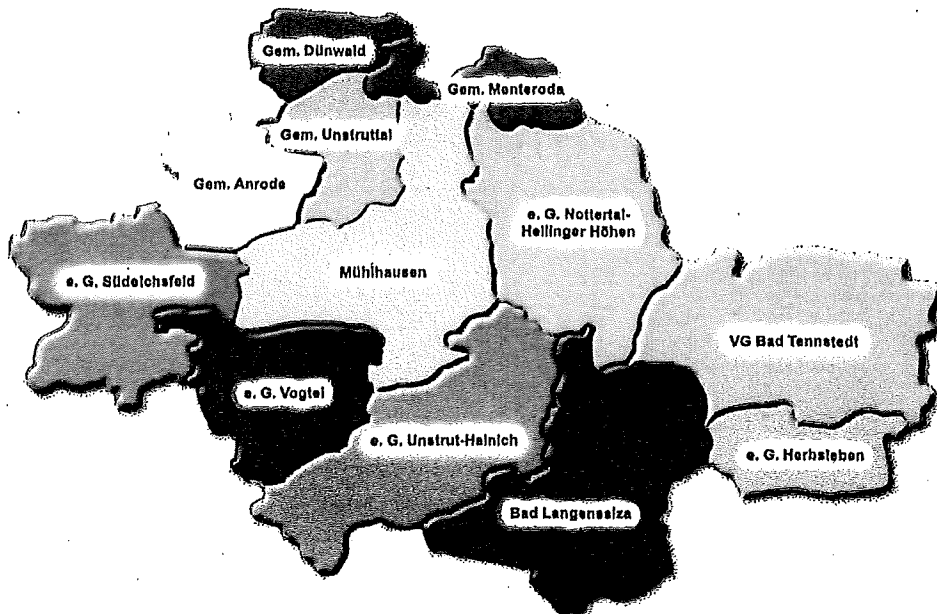 Gem. Dünwald
Gem. Menteroda
Gem. Unstruttal
Gem. Anrode
e. G. Nottertal-
Heilinger Höhen
e. G. Südeichsfeld
Mühlhausen
VG Bad Tennstedt
e. G. Vogtei
e. G. Unstrut-Hainich
e. G. Herbsleben
Bad Langensalza